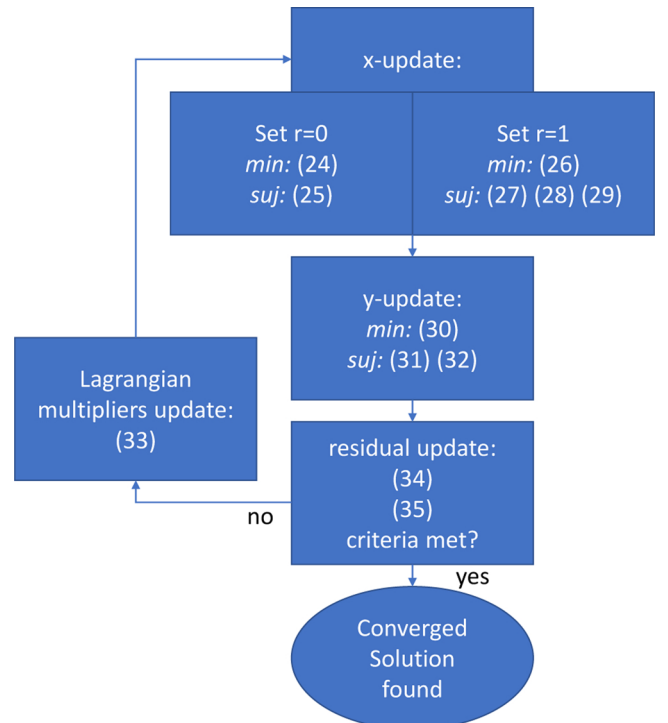 x-update:
Set r=0
min: (24)
suj: (25)
Set r=1
min: (26)
suj: (27) (28) (29)
y-update:
min: (30)
suj: (31) (32)
Lagrangian
multipliers update:
(33)
residual update:
(34)
(35)
criteria met?
no
yes
Converged
Solution
found